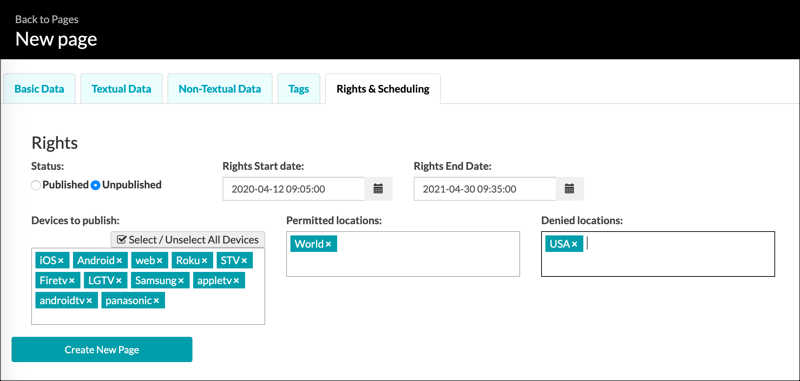 Back to Pages
New page
Basic Data Textual Data Non-Textual Data Tags Rights & Scheduling
Rights
Status: Rights Start date: Rights End Date:
Published Unpublished 2020-04-12 09:05:00 2021-04-30 09:35:00
Devices to publish: Permitted locations: Denied locations:
Select / Unselect All Devices
iOS × Android × web × Roku × STV × World × USA ×
Firetv × LGTV × Samsung × appletv ×
androidtv × panasonic ×
Create New Page